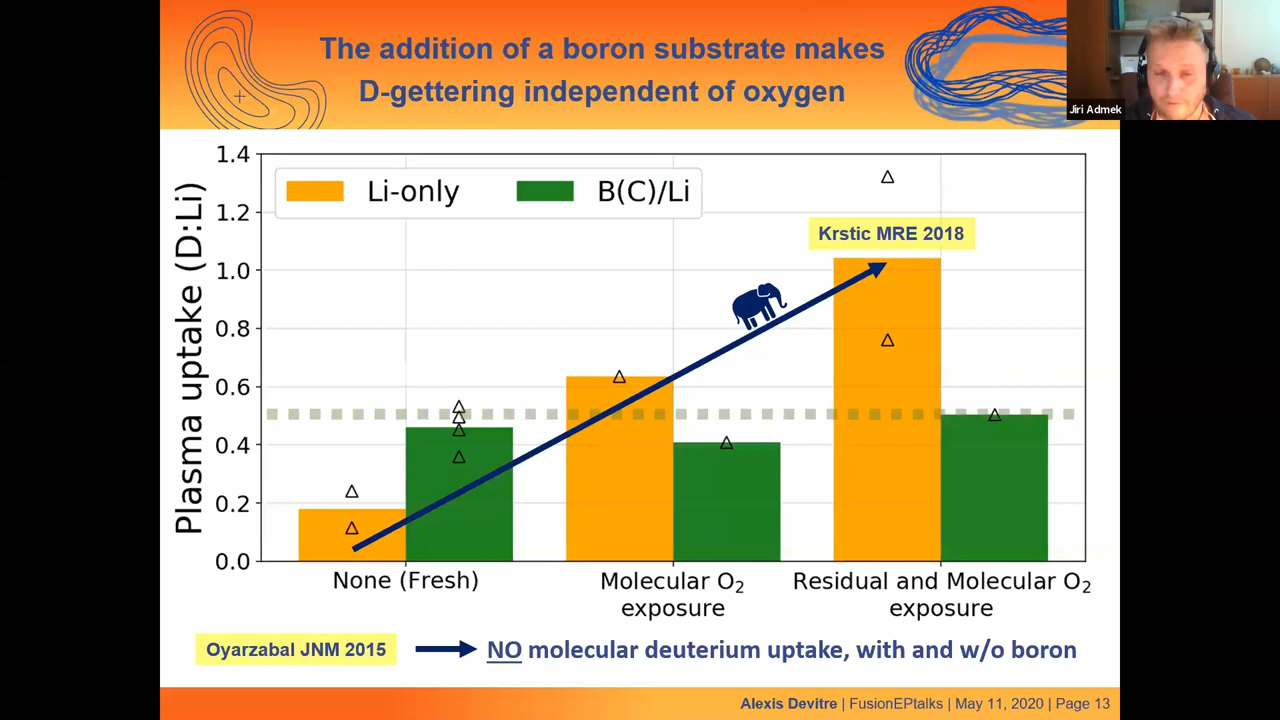 The addition of a boron substrate makes
D-gettering independent of oxygen
Jiri Admek
Plasma uptake (D:Li)
1.4
1.2
1.0
0.8
0.6
0.4
0.2
0.0
Li-only
B(C)/Li
Krstic MRE 2018
None (Fresh)
Molecular O₂
exposure
Residual and Molecular O₂
exposure
Oyarzabal JNM 2015
NO molecular deuterium uptake, with and w/o boron
Alexis Devitre | FusionEPtalks | May 11, 2020 | Page 13